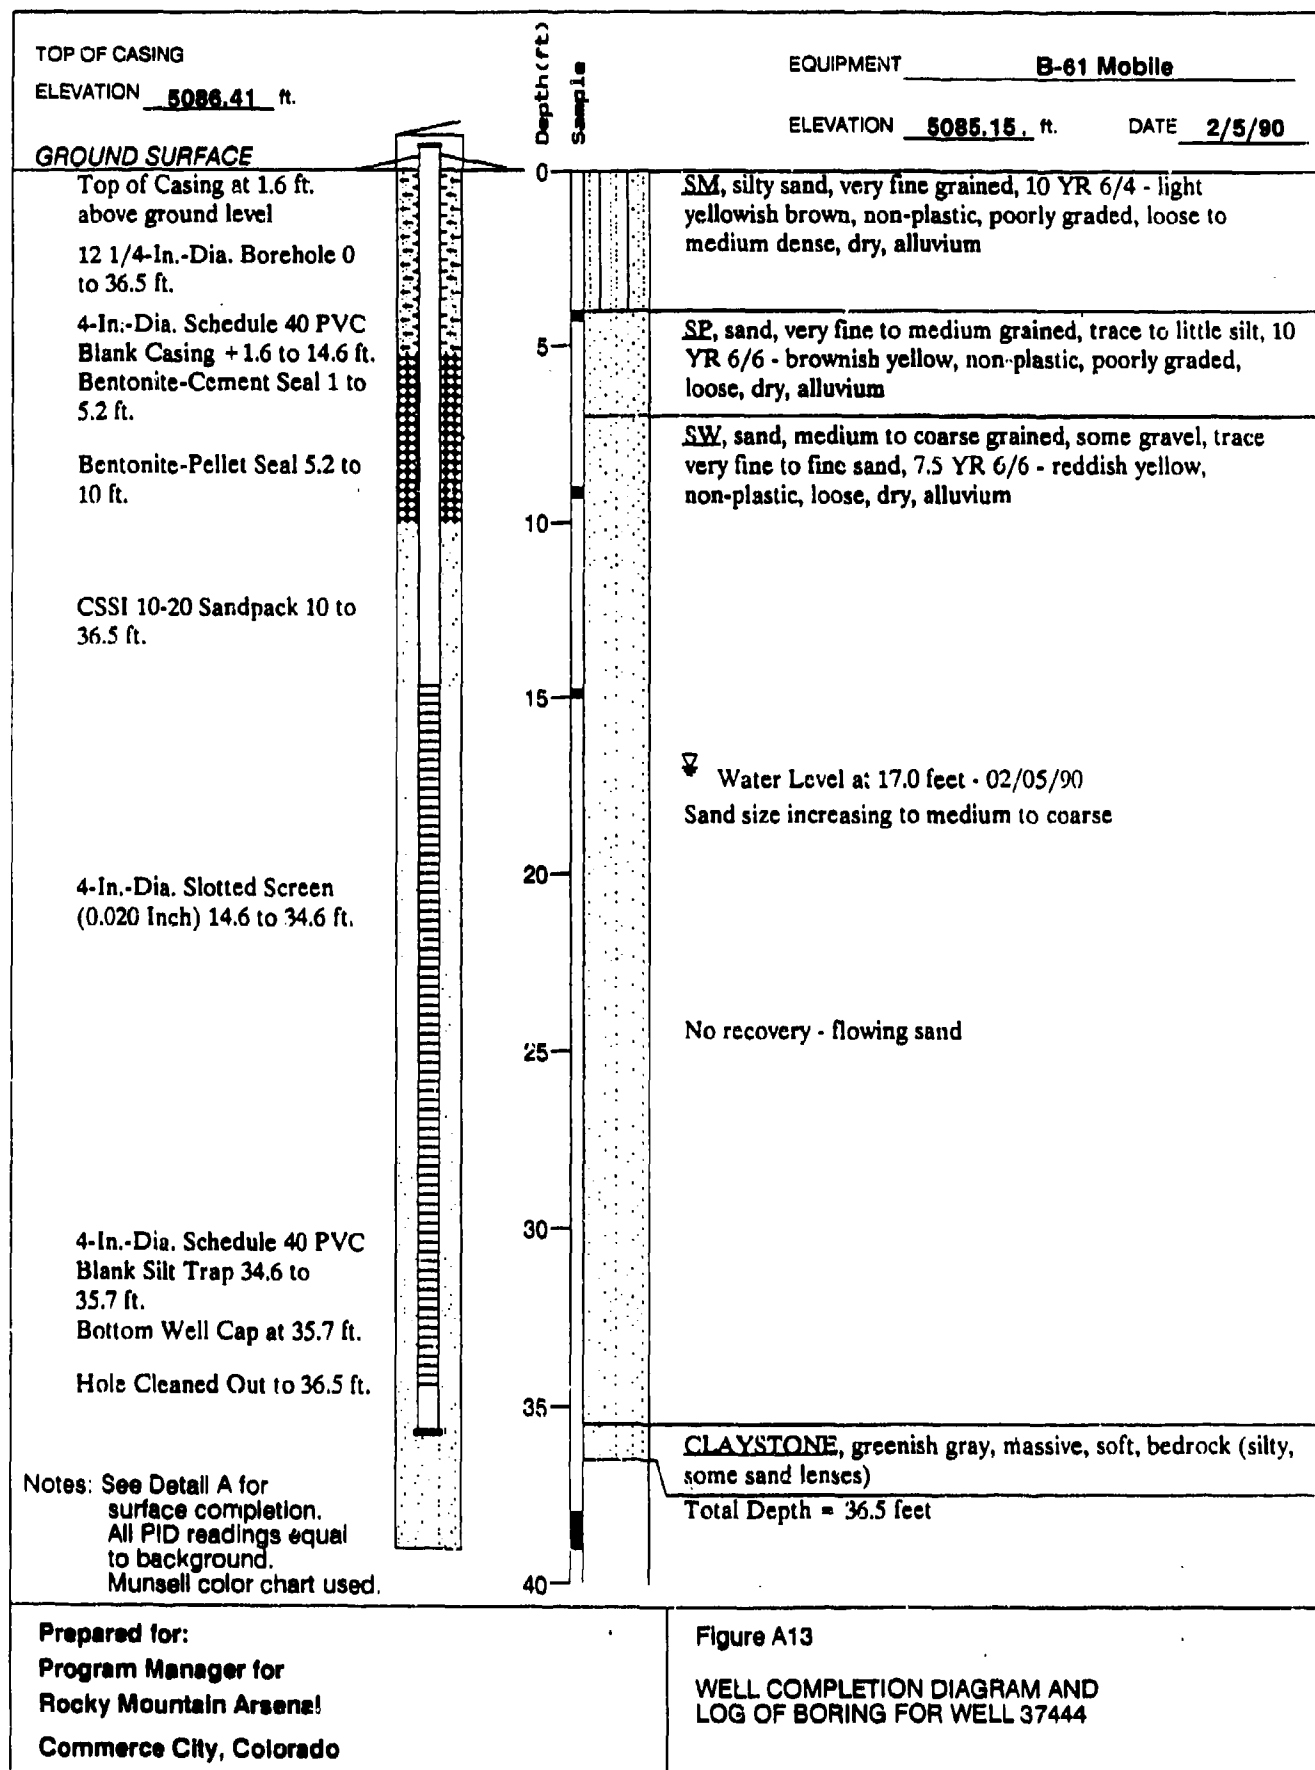 TOP OF CASING
ELEVATION 5086.41 ft.
GROUND SURFACE
Top of Casing at 1.6 ft.
above ground level
12 1/4-In.-Dia. Borehole 0
to 36.5 ft.
4-In.-Dia. Schedule 40 PVC
Blank Casing +1.6 to 14.6 ft.
Bentonite-Cement Seal 1 to
5.2 ft.
Bentonite-Pellet Seal 5.2 to
10 ft.
CSSI 10-20 Sandpack 10 to
36.5 ft.
4-In.-Dia. Slotted Screen
(0.020 Inch) 14.6 to 34.6 ft.
4-In.-Dia. Schedule 40 PVC
Blank Silt Trap 34.6 to
35.7 ft.
Bottom Well Cap at 35.7 ft.
Hole Cleaned Out to 36.5 ft.
Notes: See Detail A for
surface completion.
All PID readings equal
to background.
Munsell color chart used.
Depth(ft)
Sample
0
5
10
15
20
25
30
35
40
EQUIPMENT B-61 Mobile
ELEVATION 5085.15. ft. DATE 2/5/90
SM, silty sand, very fine grained, 10 YR 6/4 - light
yellowish brown, non-plastic, poorly graded, loose to
medium dense, dry, alluvium
SP, sand, very fine to medium grained, trace to little silt, 10
YR 6/6 - brownish yellow, non-plastic, poorly graded,
loose, dry, alluvium
SW, sand, medium to coarse grained, some gravel, trace
very fine to fine sand, 7.5 YR 6/6 - reddish yellow,
non-plastic, loose, dry, alluvium
Water Level at 17.0 feet - 02/05/90
Sand size increasing to medium to coarse
No recovery - flowing sand
CLAYSTONE, greenish gray, massive, soft, bedrock (silty,
some sand lenses)
Total Depth = 36.5 feet
Prepared for:
Program Manager for
Rocky Mountain Arsenal
Commerce City, Colorado
Figure A13
WELL COMPLETION DIAGRAM AND
LOG OF BORING FOR WELL 37444